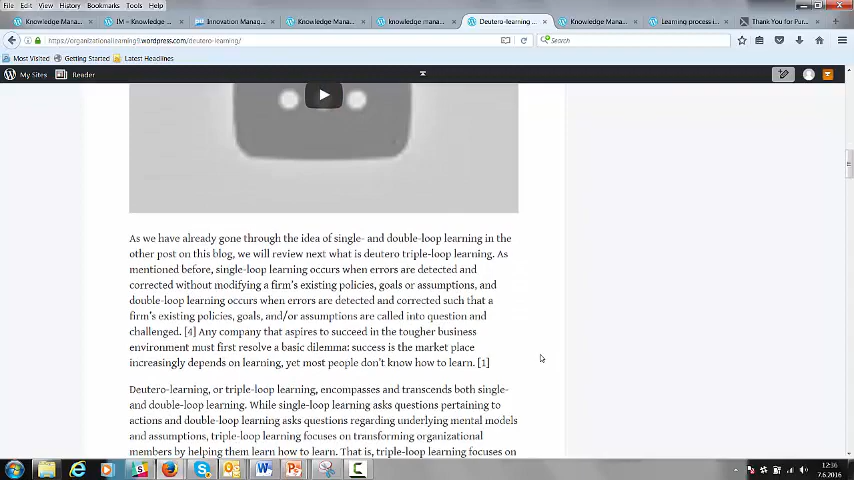 File Edit View History Bookmarks Tools Help
Knowledge Mana...
IM = Knowledge ...
Innovation Manag...
Knowledge Mana...
knowledge mana...
Deutero-learning ...
Knowledge Mana...
Learning process i...
Thank You for Pur...
https://organizationallearning9.wordpress.com/deutero-learning/
Search
Most Visited Getting Started Latest Headlines
My Sites Reader
As we have already gone through the idea of single- and double-loop learning in the
other post on this blog, we will review next what is deutero triple-loop learning. As
mentioned before, single-loop learning occurs when errors are detected and
corrected without modifying a firm's existing policies, goals or assumptions, and
double-loop learning occurs when errors are detected and corrected such that a
firm's existing policies, goals, and/or assumptions are called into question and
challenged. [4] Any company that aspires to succeed in the tougher business
environment must first resolve a basic dilemma: success is the market place
increasingly depends on learning, yet most people don't know how to learn. [1]
Deutero-learning, or triple-loop learning, encompasses and transcends both single-
and double-loop learning. While single-loop learning asks questions pertaining to
actions and double-loop learning asks questions regarding underlying mental models
and assumptions, triple-loop learning focuses on transforming organizational
members by helping them learn how to learn. That is, triple-loop learning focuses on
12:36
7.6.2016